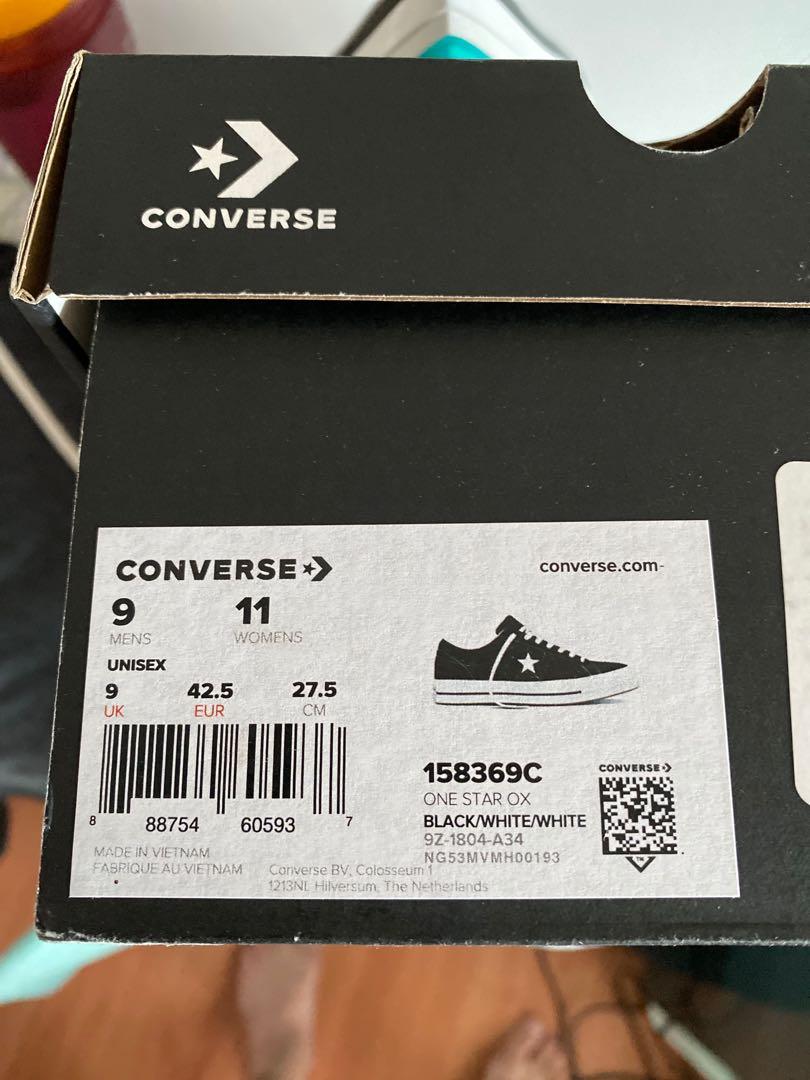 CONVERSE
CONVERSE
converse.com-
9 11
MENS WOMENS
UNISEX
9 42.5 27.5
UK EUR CM
8 88754 60593 7
MADE IN VIETNAM
FABRIQUE AU VIETNAM
Converse BV, Colosseum 1
1213NL Hilversum, The Netherlands
158369C
ONE STAR OX
BLACK/WHITE/WHITE
9Z-1804-A34
NG53MVMH00193
CONVERSE
TM